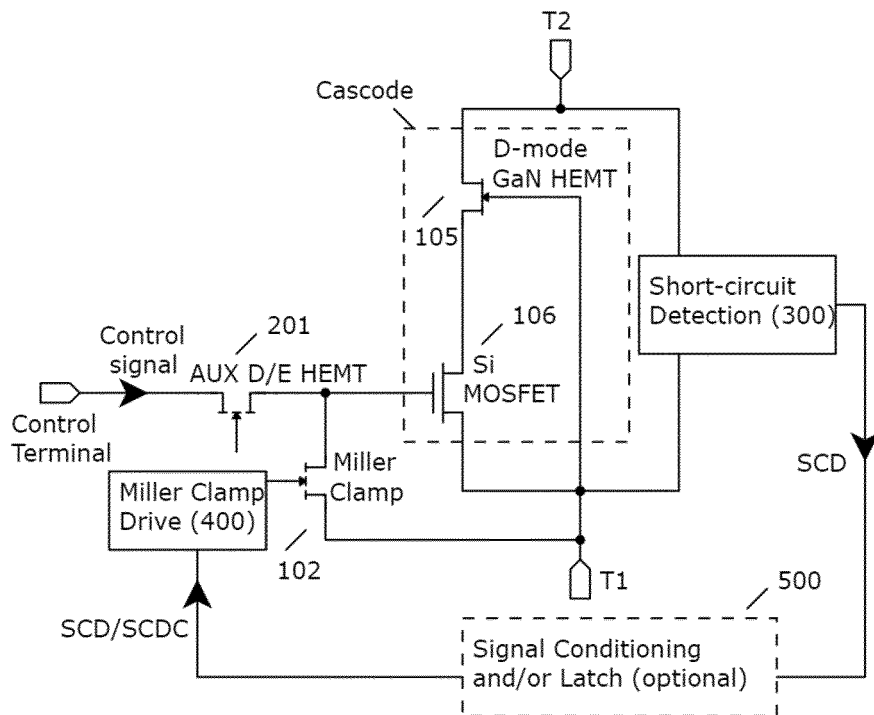 T2
Cascode
D-mode
GaN HEMT
105
Short-circuit
Detection (300)
201
106
Control
signal
AUX D/E HEMT
Si
MOSFET
Control
Terminal
Miller
Clamp
SCD
Miller Clamp
Drive (400)
102
T1
500
SCD/SCDC
Signal Conditioning
and/or Latch (optional)